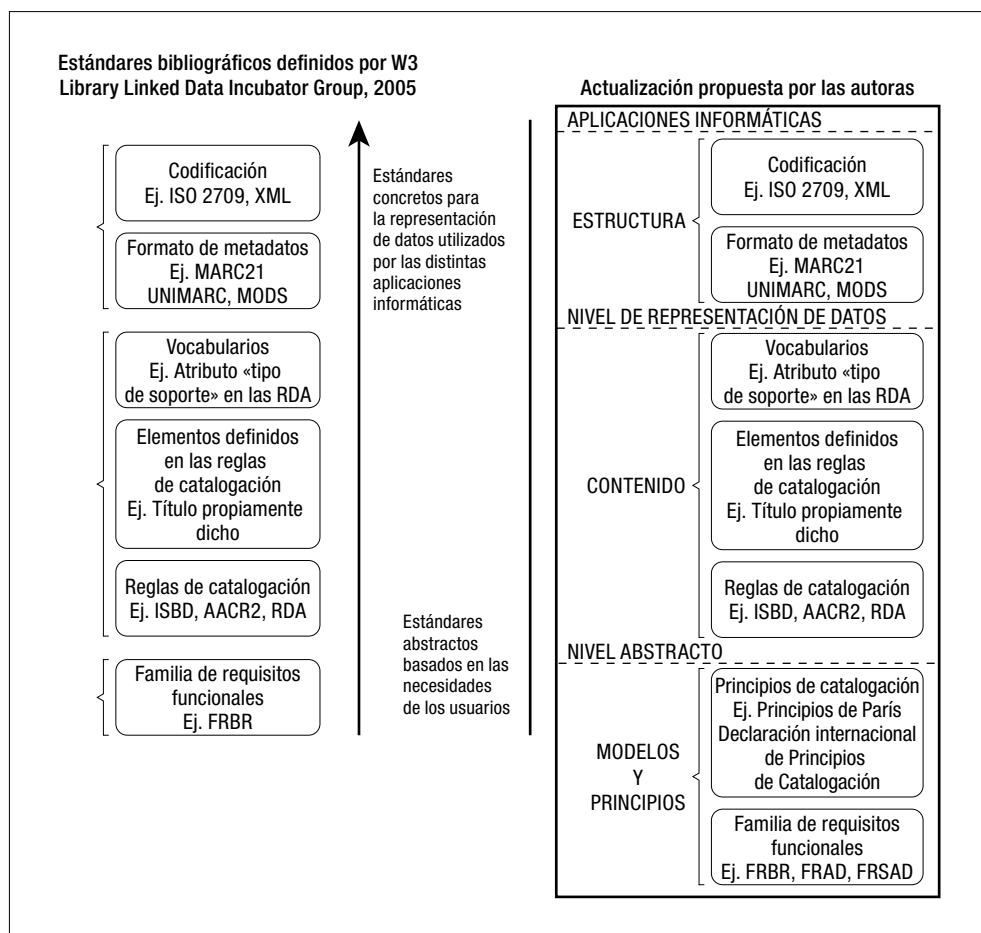 Estándares bibliográficos definidos por W3
Library Linked Data Incubator Group, 2005
Codificación
Ej. ISO 2709, XML
Formato de metadatos
Ej. MARC21
UNIMARC, MODS
Vocabularios
Ej. Atributo «tipo
de soporte» en las RDA
Elementos definidos
en las reglas
de catalogación
Ej. Título propiamente
dicho
Reglas de catalogación
Ej. ISBD, AACR2, RDA
Familia de requisitos
funcionales
Ej. FRBR
Estándares
concretos para
la representación
de datos utilizados
por las distintas
aplicaciones
informáticas
Estándares
abstractos
basados en las
necesidades
de los usuarios
Actualización propuesta por las autoras
APLICACIONES INFORMÁTICAS
ESTRUCTURA
Codificación
Ej. ISO 2709, XML
Formato de metadatos
Ej. MARC21
UNIMARC, MODS
NIVEL DE REPRESENTACIÓN DE DATOS
CONTENIDO
Vocabularios
Ej. Atributo «tipo
de soporte» en las RDA
Elementos definidos
en las reglas
de catalogación
Ej. Título propiamente
dicho
Reglas de catalogación
Ej. ISBD, AACR2, RDA
NIVEL ABSTRACTO
MODELOS
Y
PRINCIPIOS
Principios de catalogación
Ej. Principios de París
Declaración internacional
de Principios
de Catalogación
Familia de requisitos
funcionales
Ej. FRBR, FRAD, FRSAD